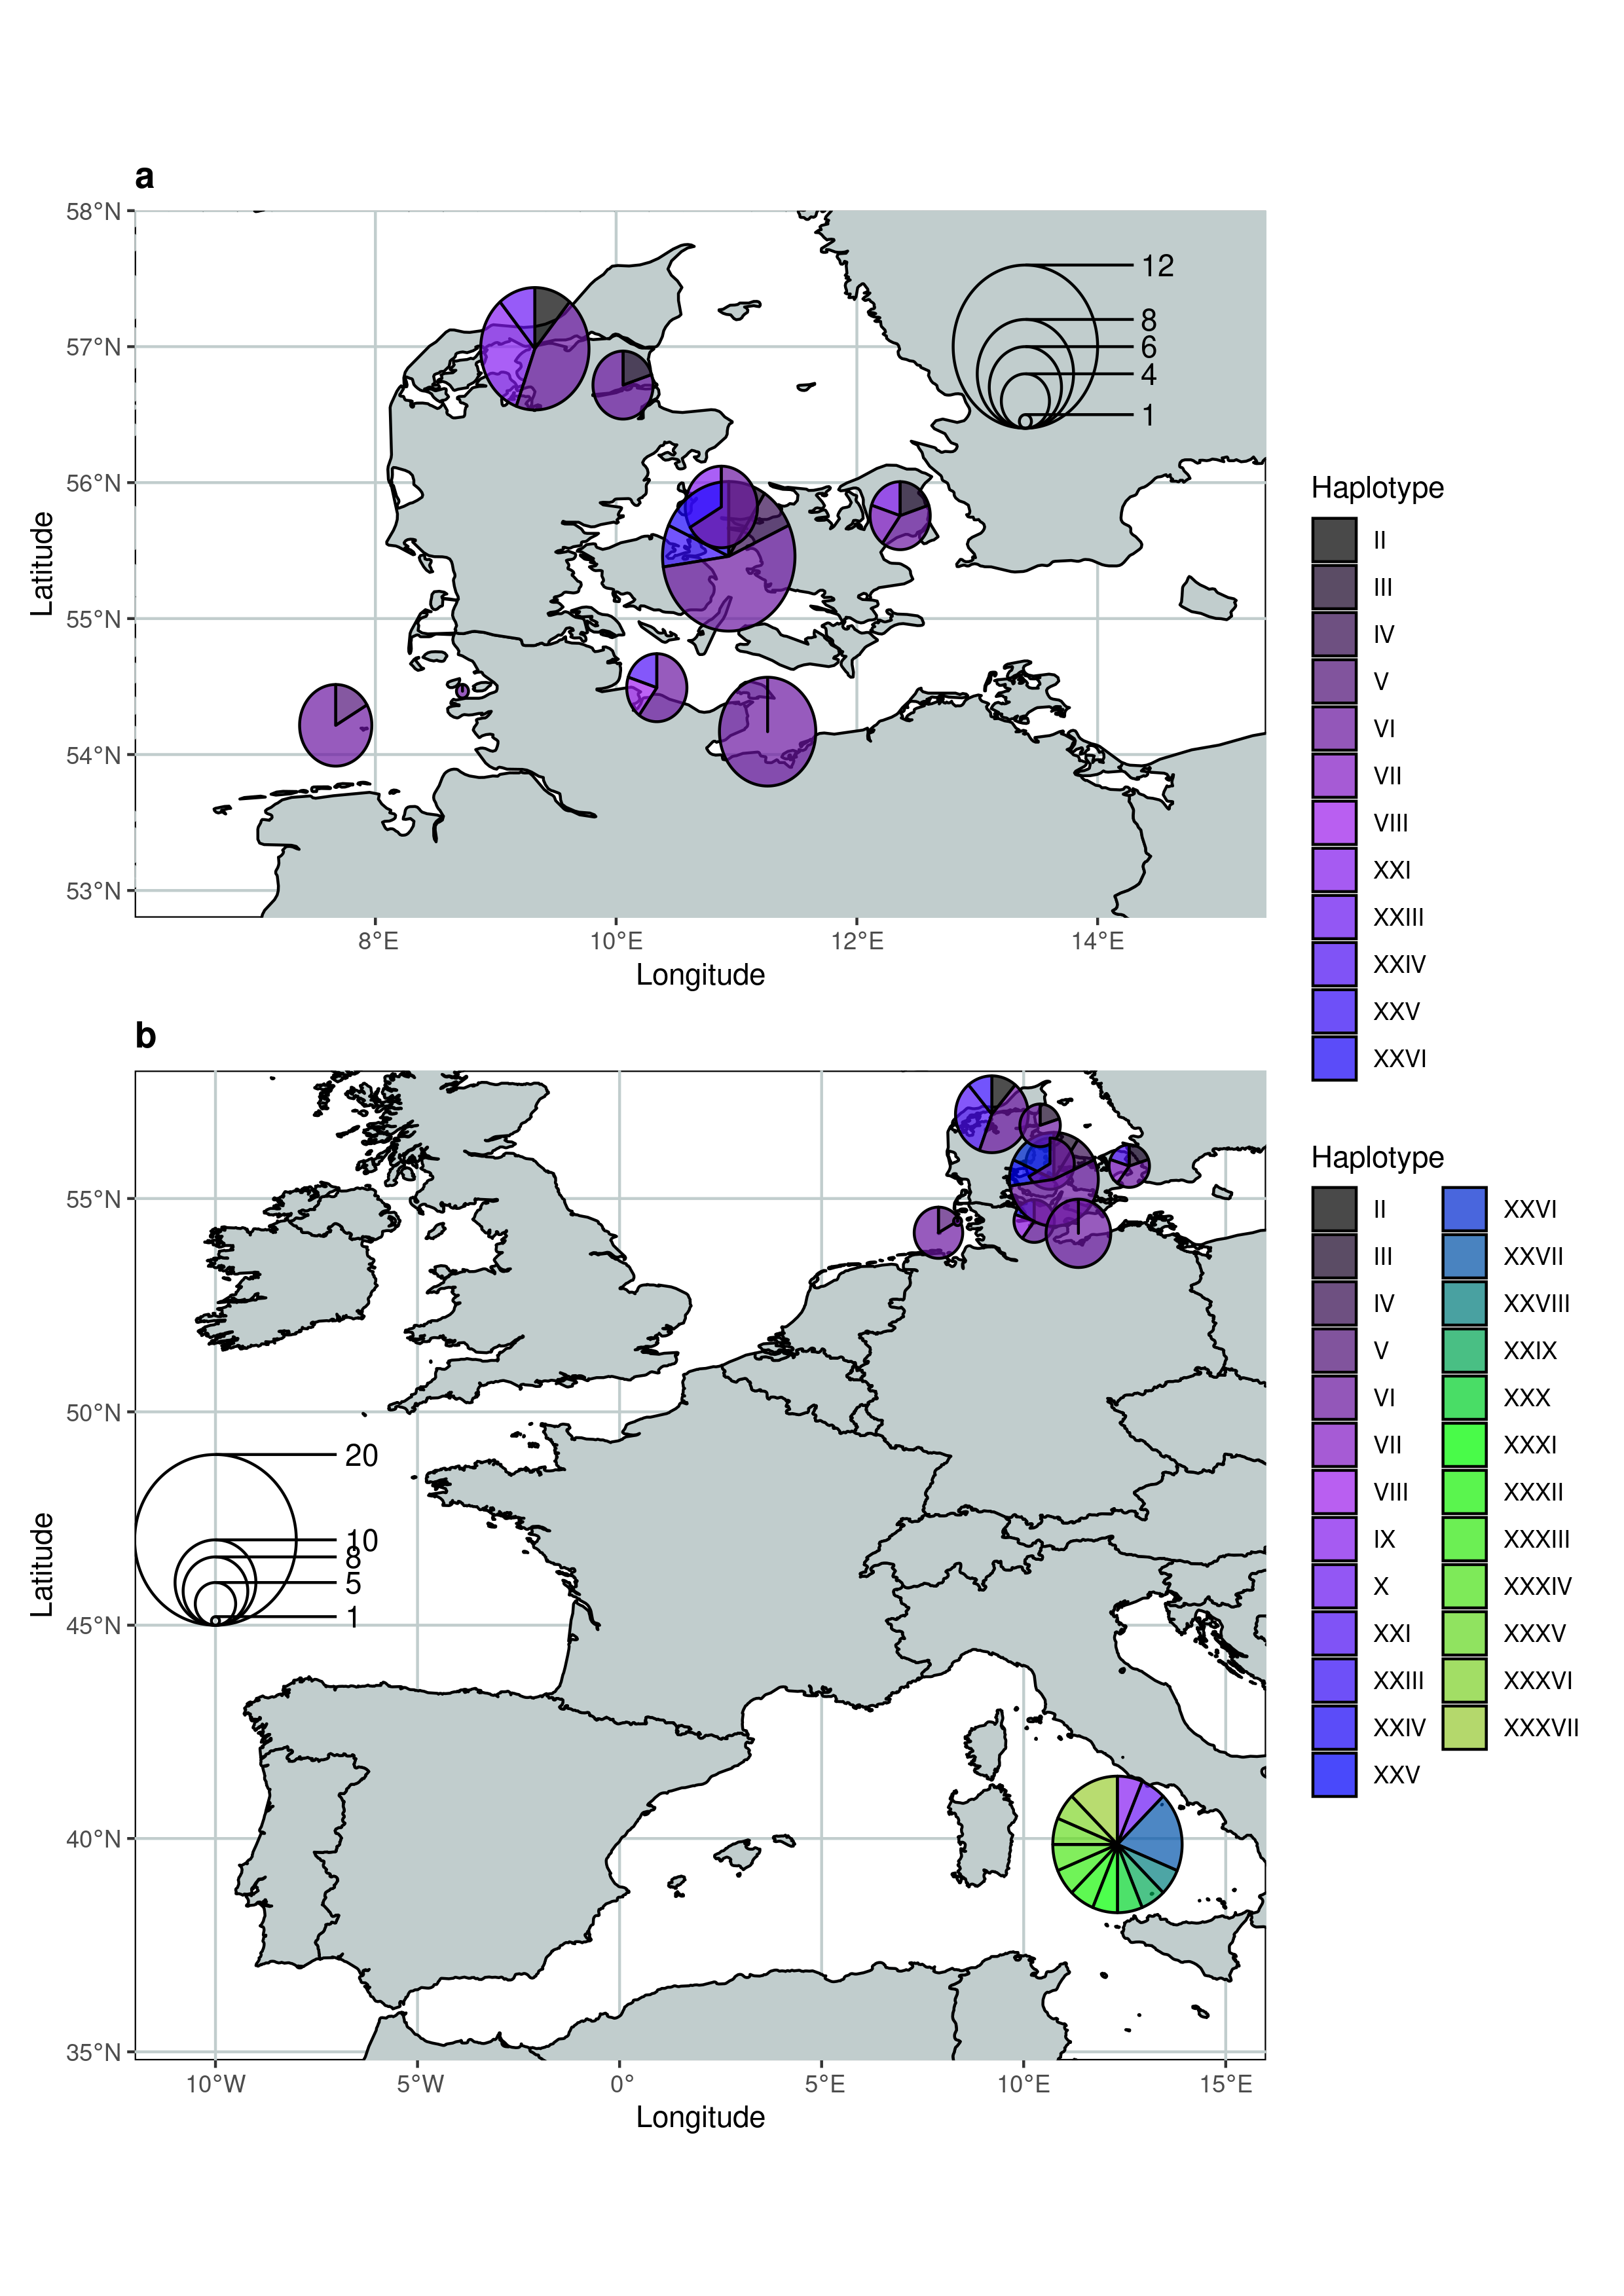 a
58°N
57°N
56°N
55°N
54°N
53°N
Latitude
12
8
6
4
1
8°E 10°E 12°E 14°E
Longitude
Haplotype
II
III
IV
V
VI
VII
VIII
XXI
XXIII
XXIV
XXV
XXVI
b
55°N
50°N
45°N
40°N
35°N
Latitude
20
10
8
5
1
10°W 5°W 0° 5°E 10°E 15°E
Longitude
Haplotype
II XXVI
III XXVII
IV XXVIII
V XXIX
VI XXX
VII XXXI
VIII XXXII
IX XXXIII
X XXXIV
XXI XXXV
XXIII XXXVI
XXIV XXXVII
XXV